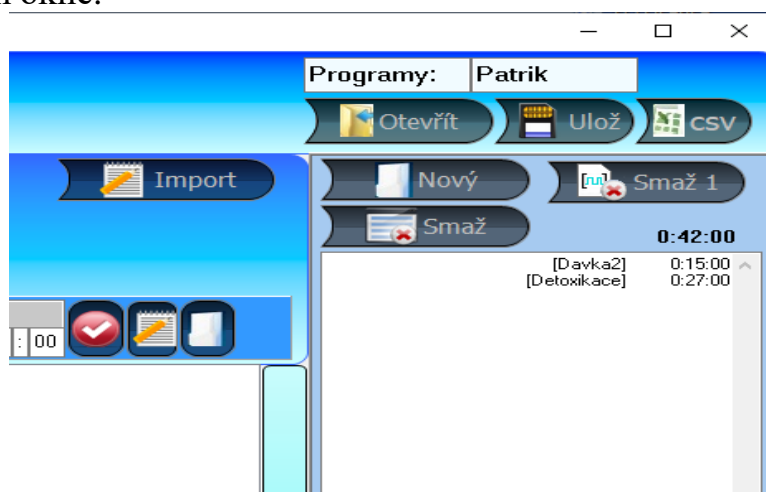 okně.
Programy: Patrik
Otevřít Ulož CSV
Import Nový Smaž 1
Smaž 0:42:00
[Davka2] 0:15:00
[Detoxikace] 0:27:00
: 00